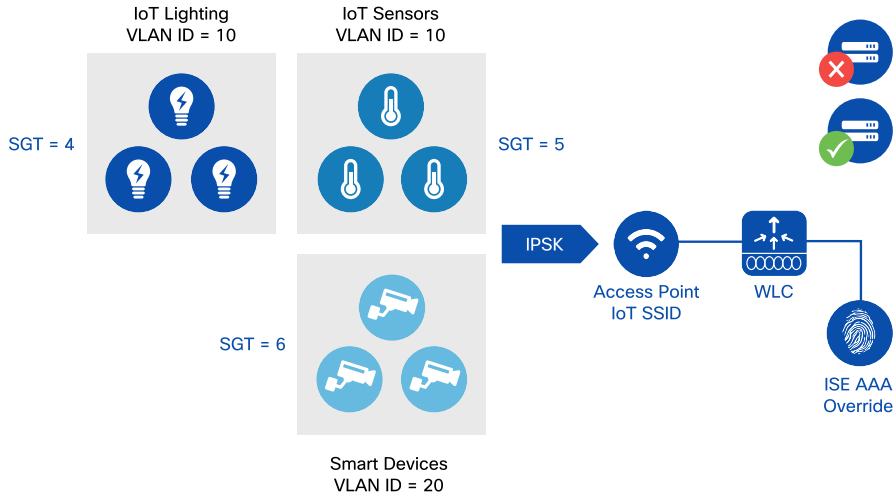 IoT Lighting
VLAN ID = 10
IoT Sensors
VLAN ID = 10
SGT = 4
SGT = 5
IPSK
Access Point
IoT SSID
WLC
SGT = 6
ISE AAA
Override
Smart Devices
VLAN ID = 20